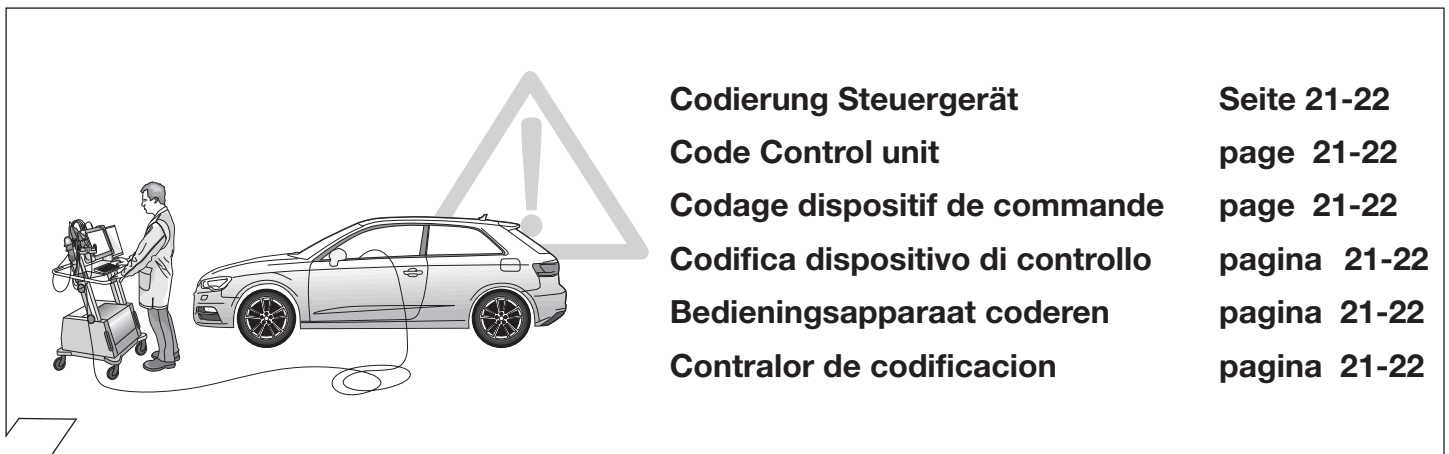 Codierung Steuergerät Seite 21-22
Code Control unit page 21-22
Codage dispositif de commande page 21-22
Codifica dispositivo di controllo pagina 21-22
Bedieningsapparaat coderen pagina 21-22
Contralor de codificacion pagina 21-22